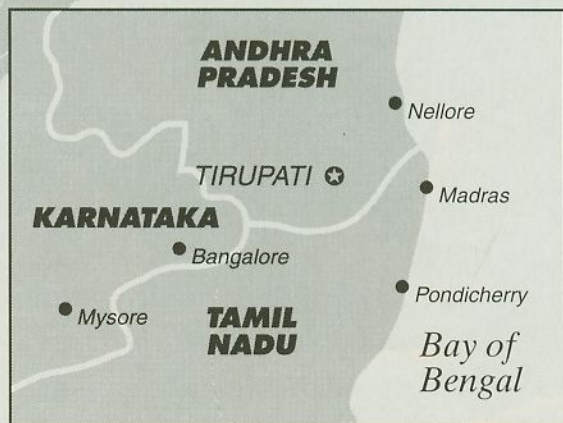 ANDHRA
PRADESH
Nellore
TIRUPATI
Madras
KARNATAKA
Bangalore
Pondicherry
Mysore
TAMIL
NADU
Bay of
Bengal